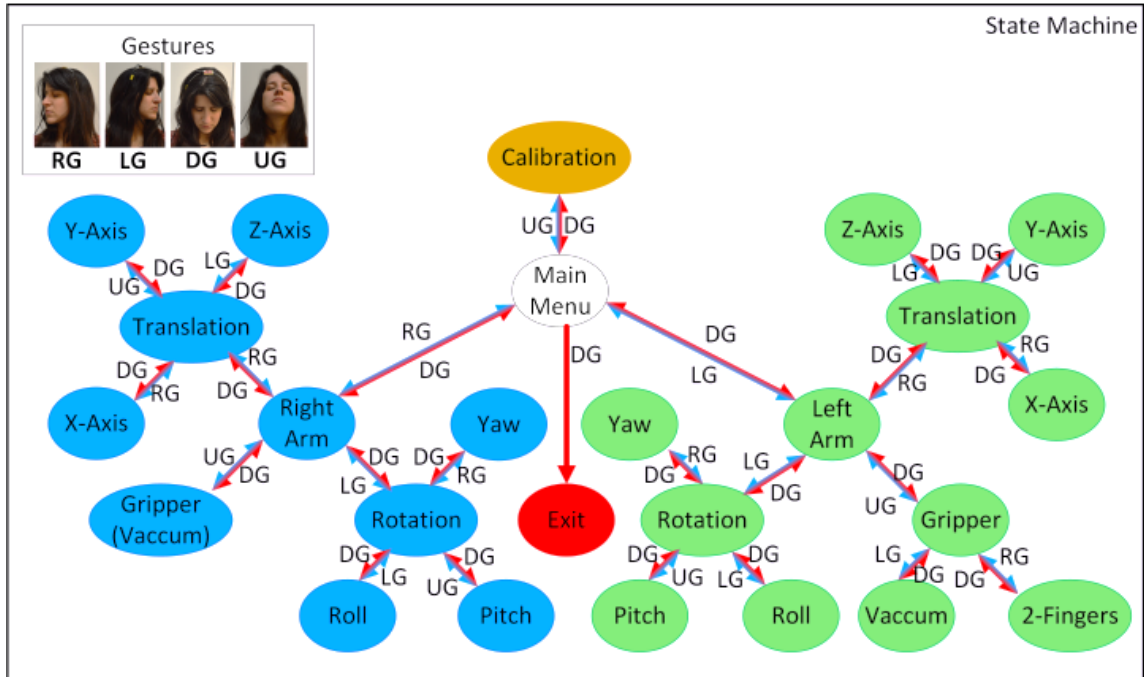 State Machine
Gestures
RG LG DG UG
Calibration
UG DG
Main
Menu
DG
Exit
RG
DG
DG
LG
Y-Axis
Z-Axis
DG
UG
LG
DG
Translation
DG
RG
RG
DG
X-Axis
Right
Arm
UG
DG
Gripper
(Vaccum)
DG
LG
Yaw
DG
RG
Rotation
DG
LG
DG
UG
Roll
Pitch
Z-Axis
Y-Axis
DG
LG
DG
UG
Translation
DG
RG
RG
DG
X-Axis
Left
Arm
Yaw
RG
DG
LG
DG
Rotation
DG
UG
DG
LG
Pitch
Roll
DG
UG
Gripper
LG
DG
RG
DG
Vaccum
2-Fingers